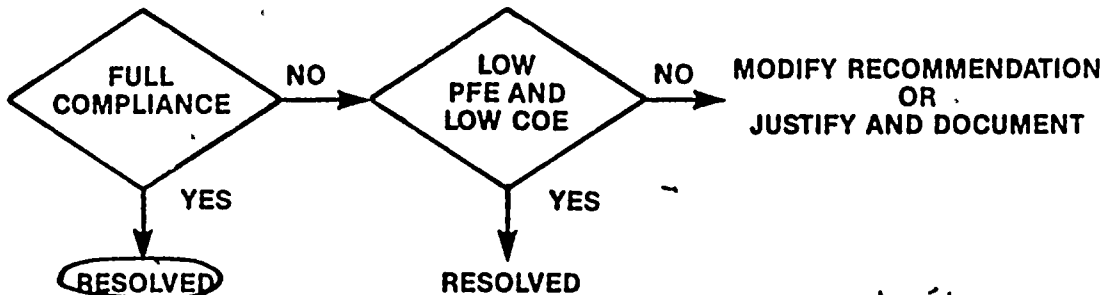 FULL
COMPLIANCE
NO
LOW
PFE AND
LOW COE
NO
MODIFY RECOMMENDATION
OR
JUSTIFY AND DOCUMENT
YES
YES
RESOLVED
RESOLVED